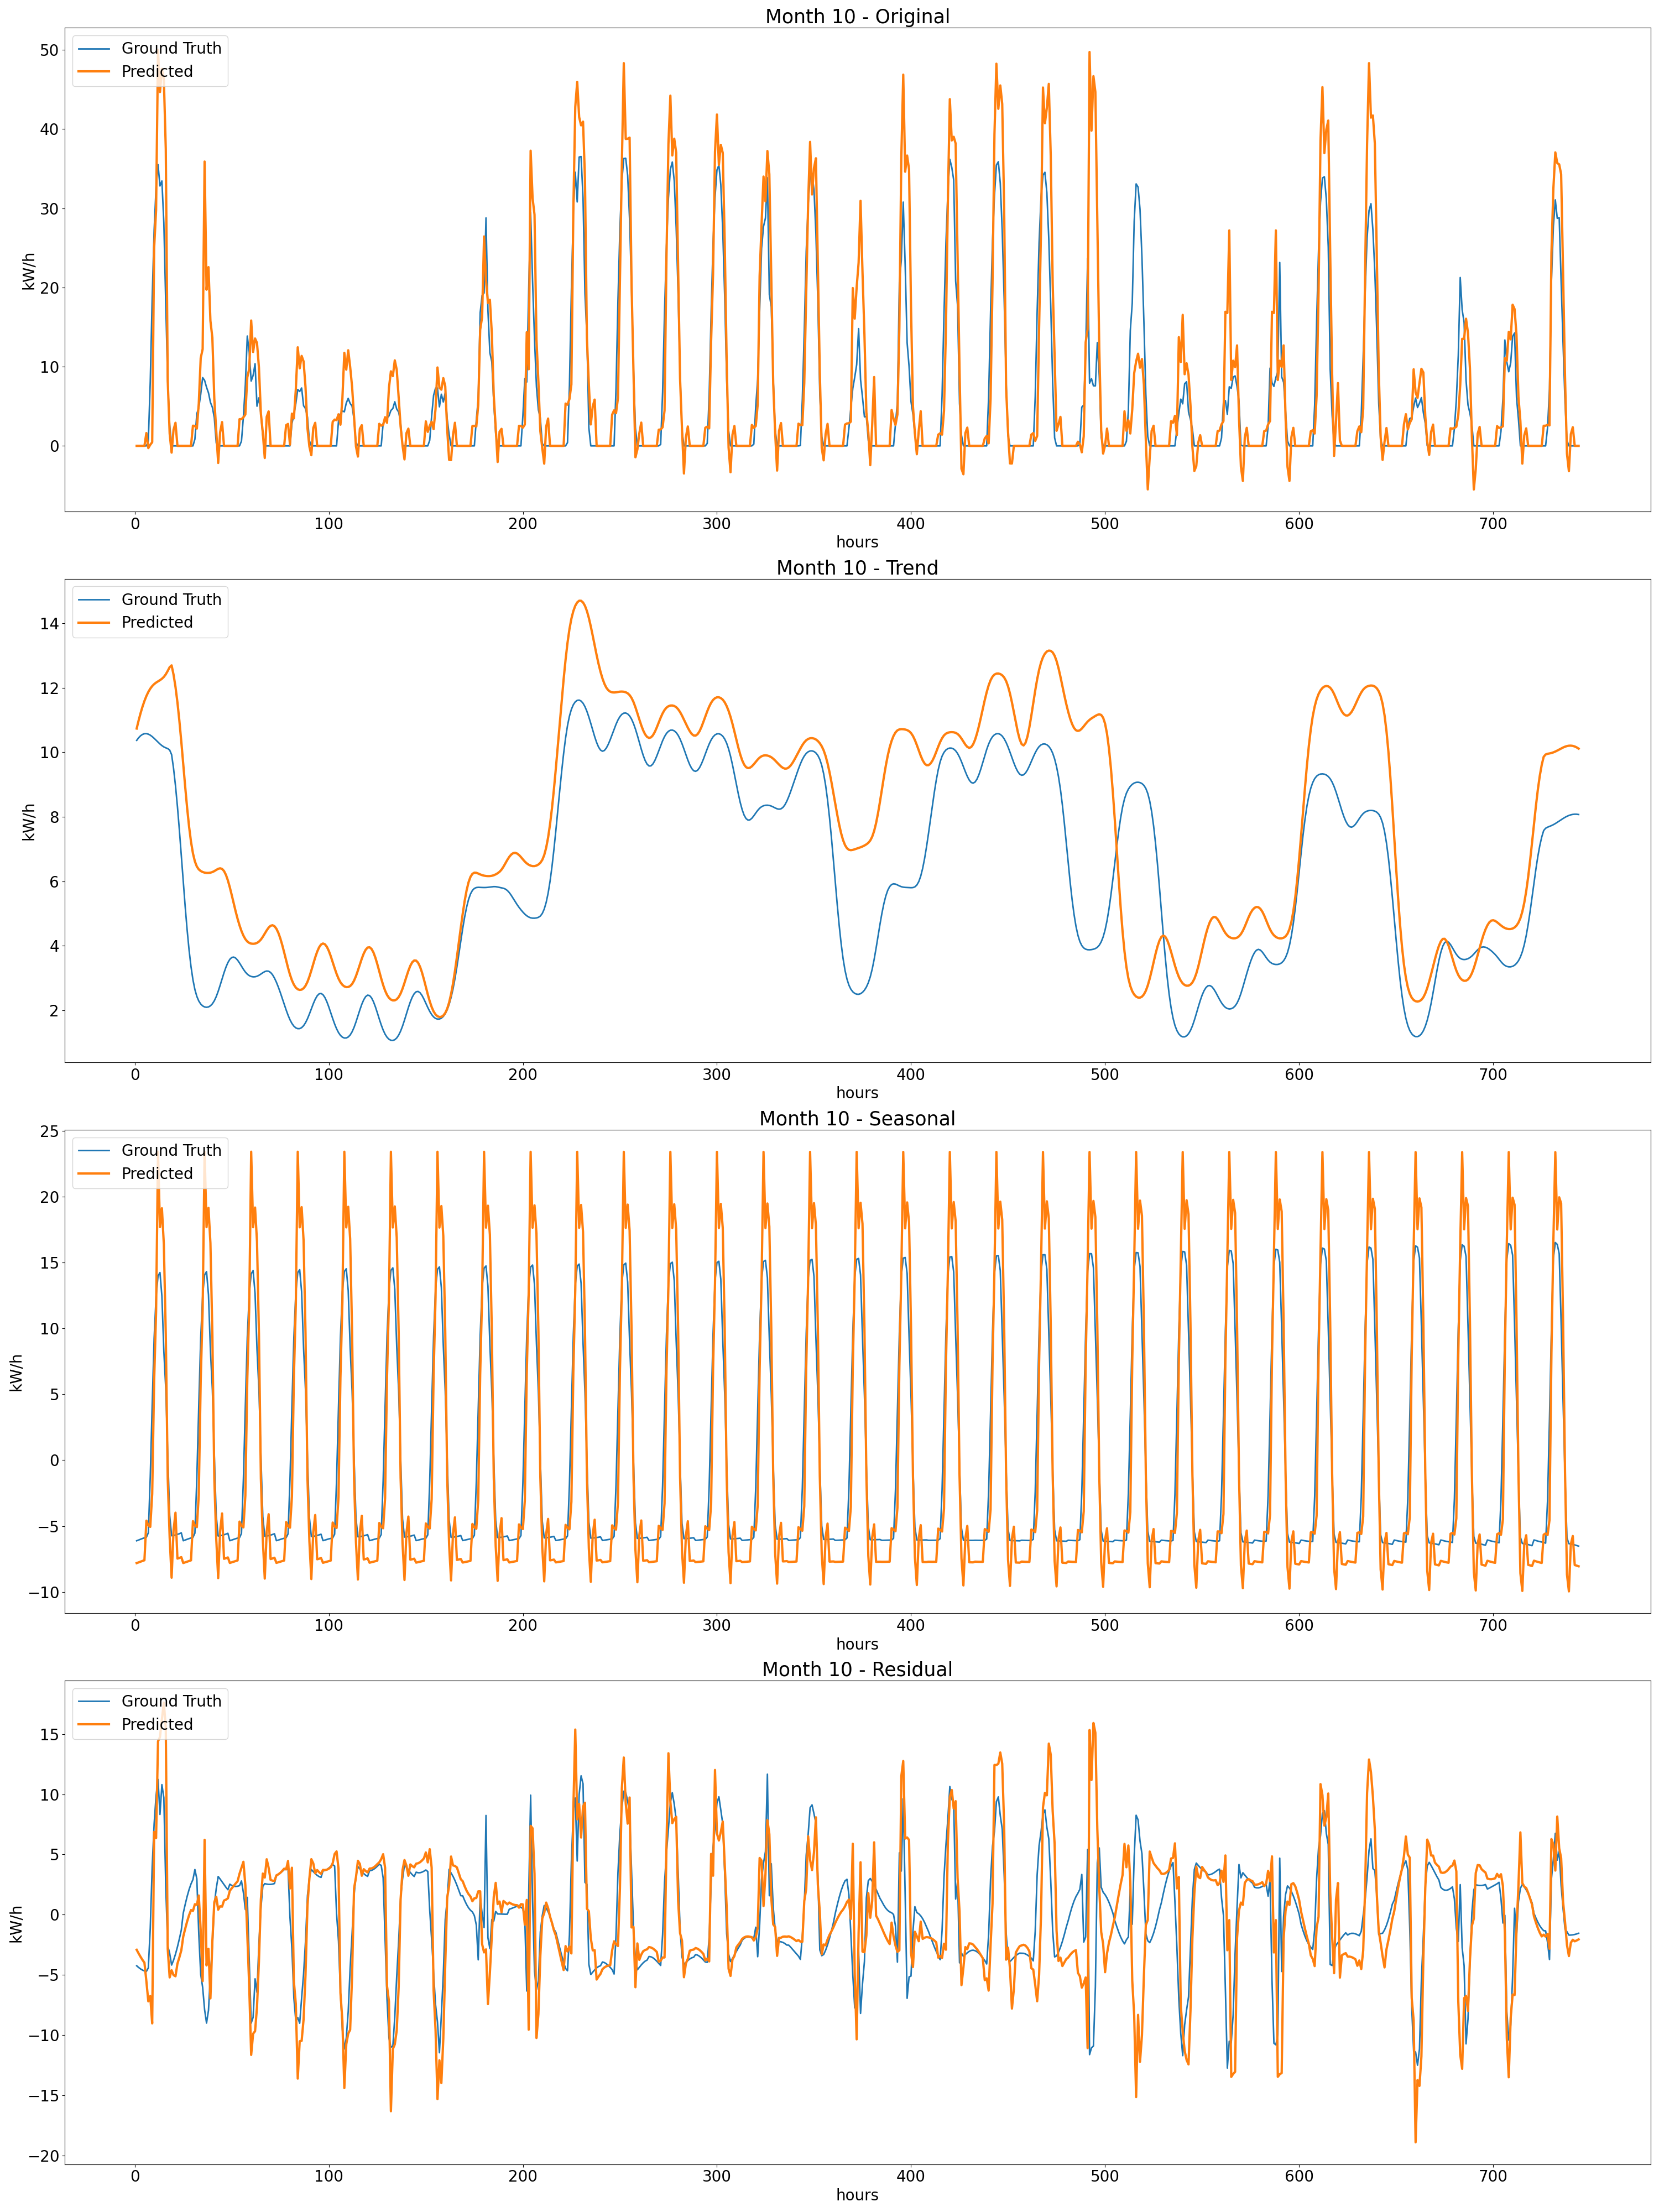 Month 10 - Original
Ground Truth
Predicted
50
40
30
20
10
0
kW/h
0 100 200 300 400 500 600 700
hours
Month 10 - Trend
Ground Truth
Predicted
14
12
10
8
6
4
2
kW/h
0 100 200 300 400 500 600 700
hours
Month 10 - Seasonal
Ground Truth
Predicted
25
20
15
10
5
0
−5
−10
kW/h
0 100 200 300 400 500 600 700
hours
Month 10 - Residual
Ground Truth
Predicted
15
10
5
0
−5
−10
−15
−20
kW/h
0 100 200 300 400 500 600 700
hours